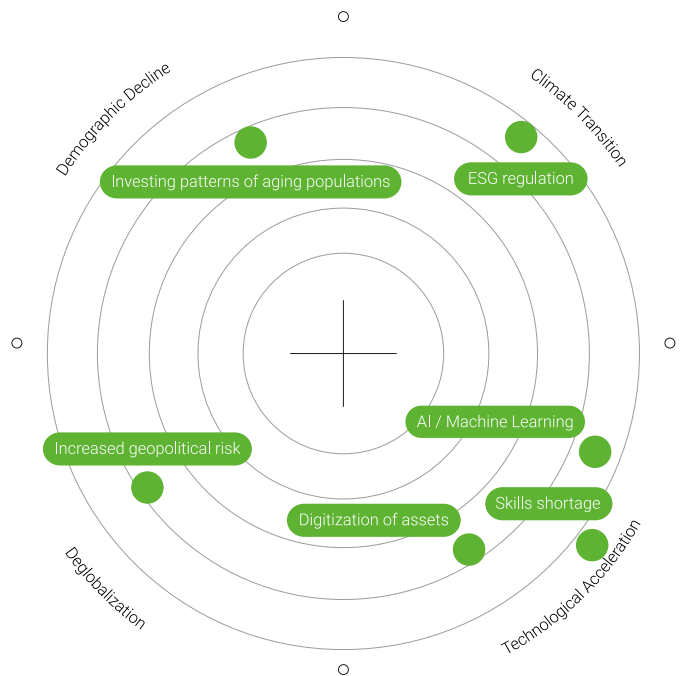 Demographic Decline
Climate Transition
Investing patterns of aging populations
ESG regulation
AI / Machine Learning
Increased geopolitical risk
Skills shortage
Digitization of assets
Deglobalization
Technological Acceleration